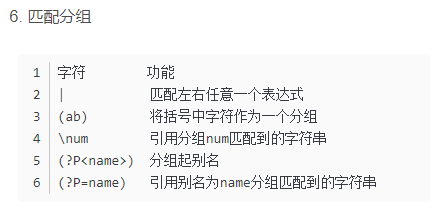 6. 匹配分组
1 字符 功能
2 | 匹配左右任意一个表达式
3 (ab) 将括号中字符作为一个分组
4 \num 引用分组num匹配到的字符串
5 (?P<name>) 分组起别名
6 (?P=name) 引用别名为name分组匹配到的字符串